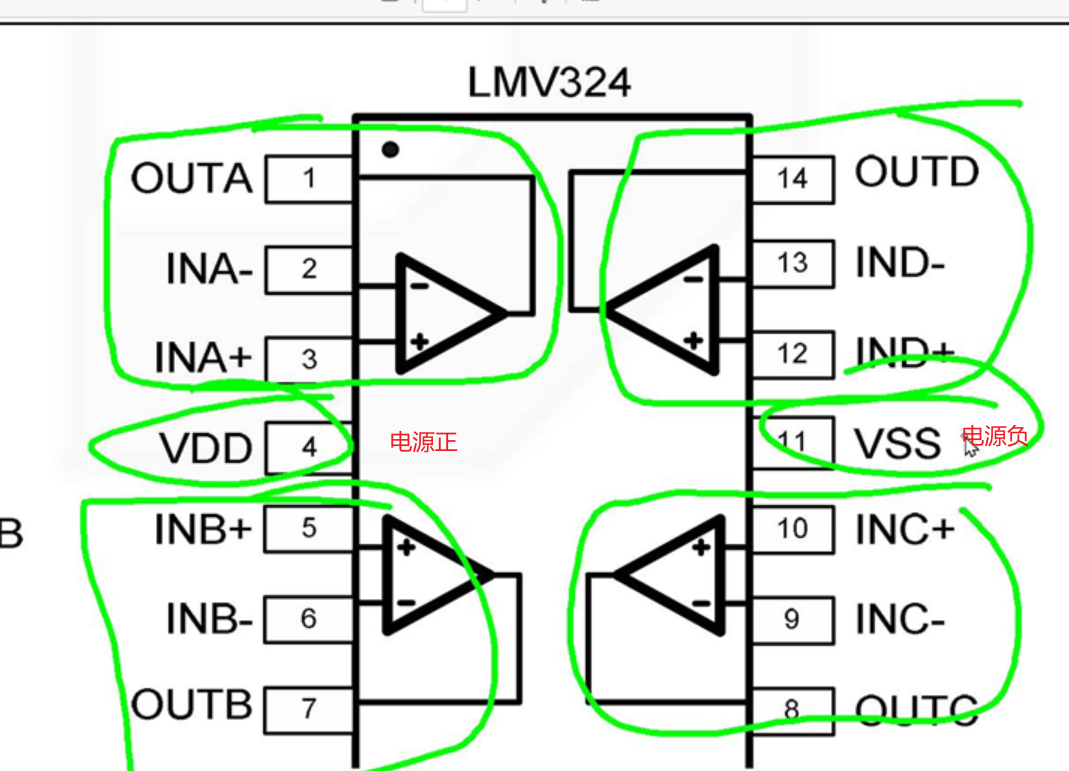 LMV324
OUTA 1
INA- 2
INA+ 3
VDD 4 电源正
INB+ 5
INB- 6
OUTB 7
14 OUTD
13 IND-
12 IND+
11 VSS 电源负
10 INC+
9 INC-
8 OUTC
- +
- +
+ -
+ -
B